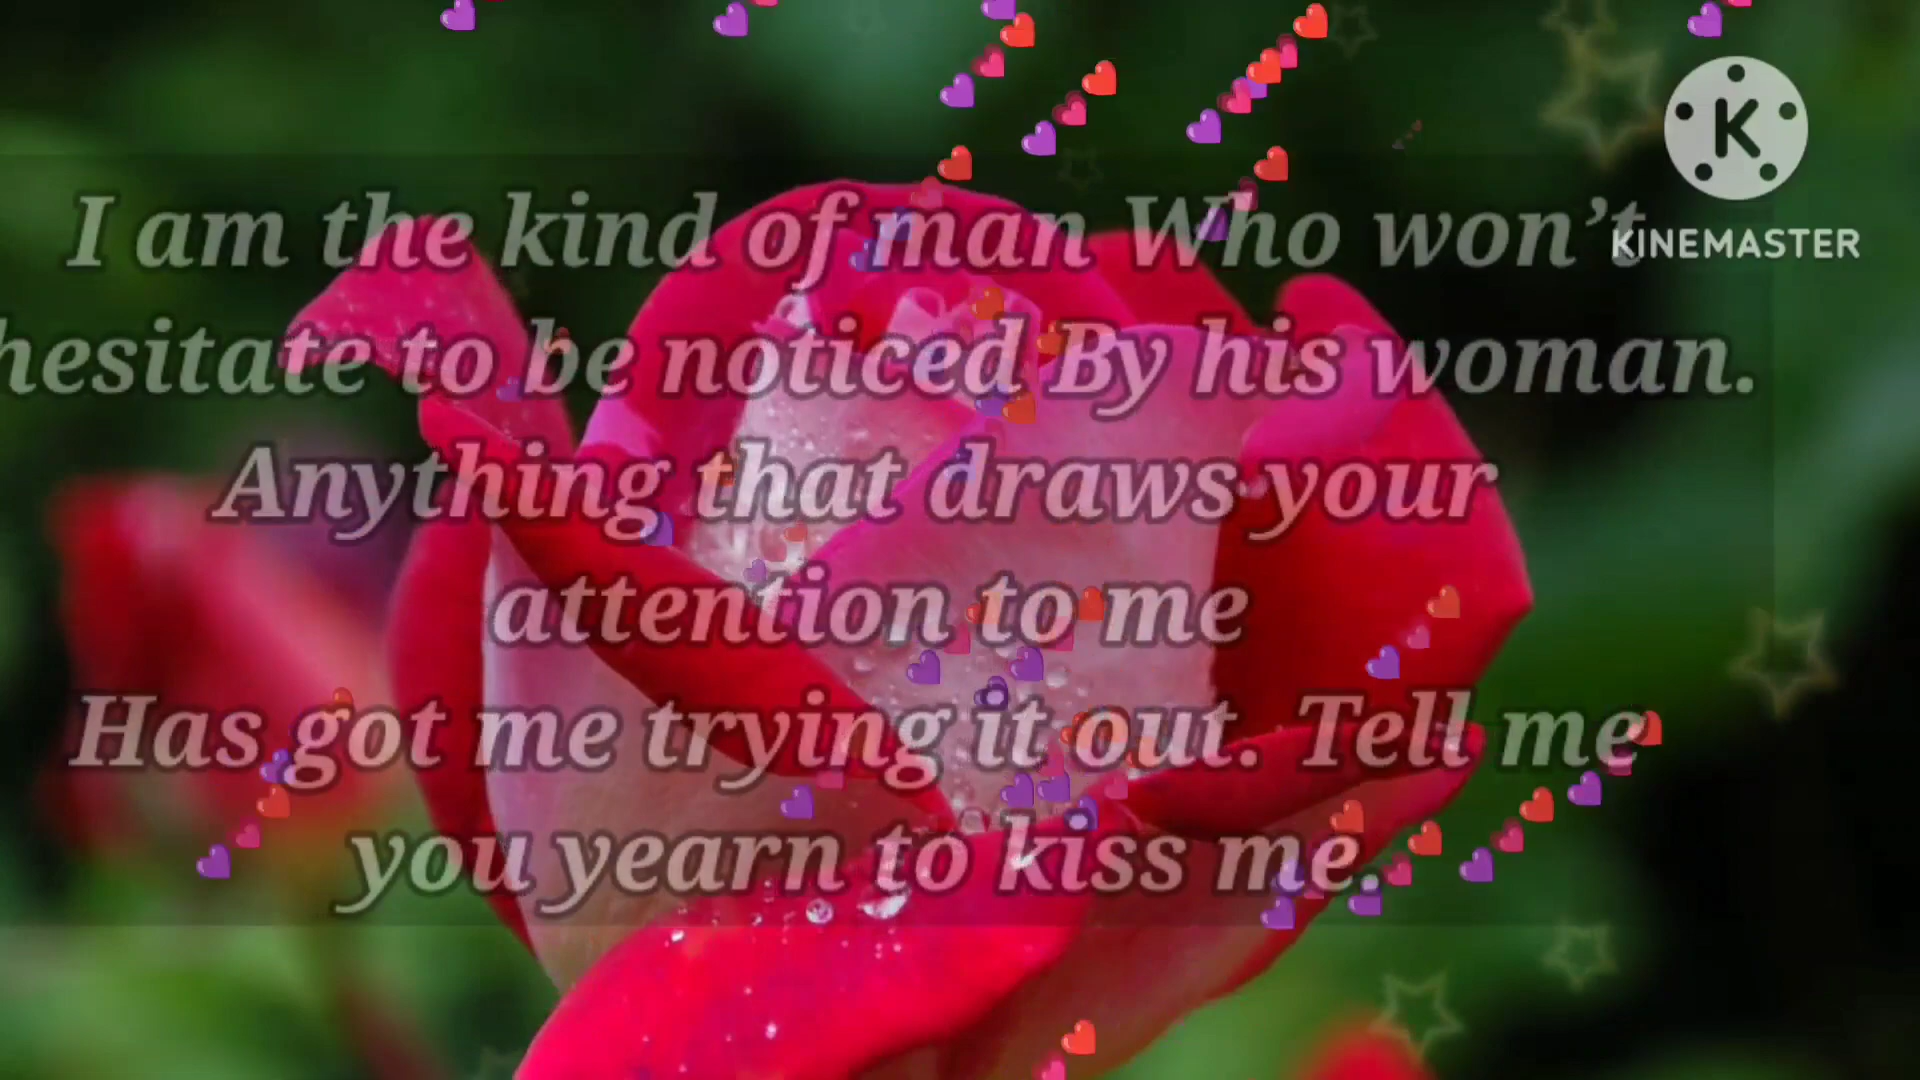 I am the kind of man Who won't
hesitate to be noticed By his woman.
Anything that draws your
attention to me
Has got me trying it out. Tell me
you yearn to kiss me.
K
KINEMASTER